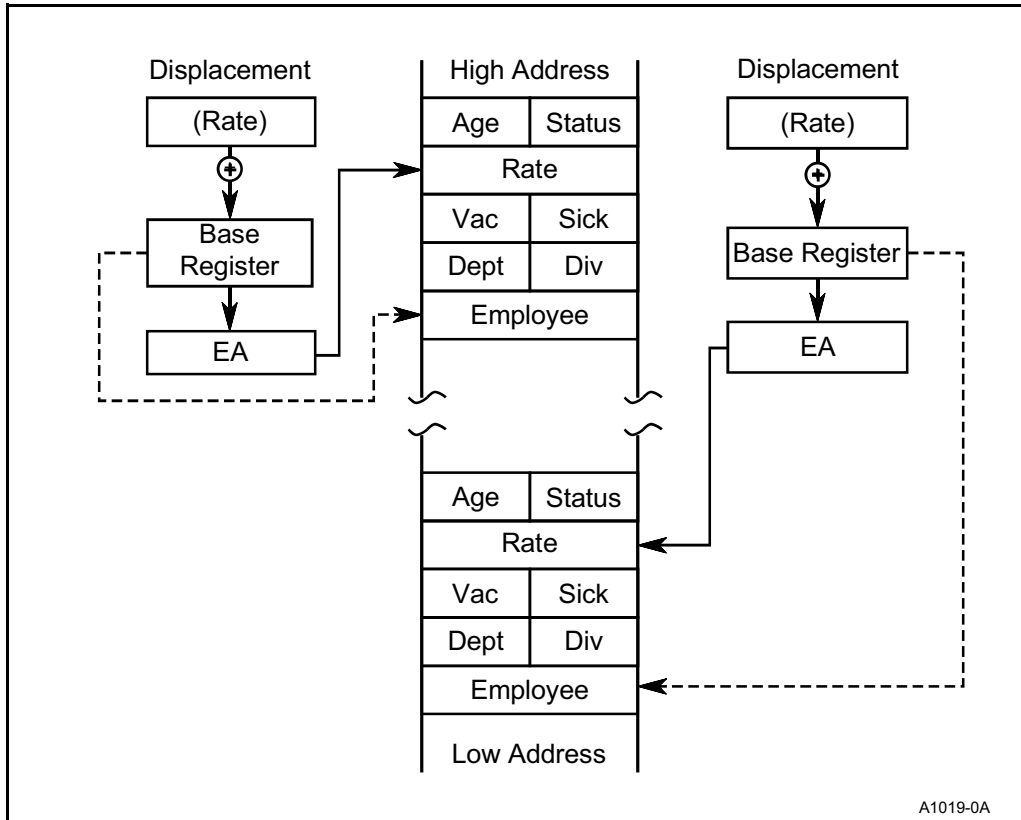 Displacement
High Address
Displacement
(Rate)
Age
Status
(Rate)
+
Rate
+
Base
Register
Vac
Sick
Base Register
Dept
Div
EA
Employee
EA
Age
Status
Rate
Vac
Sick
Dept
Div
Employee
Low Address
A1019-0A